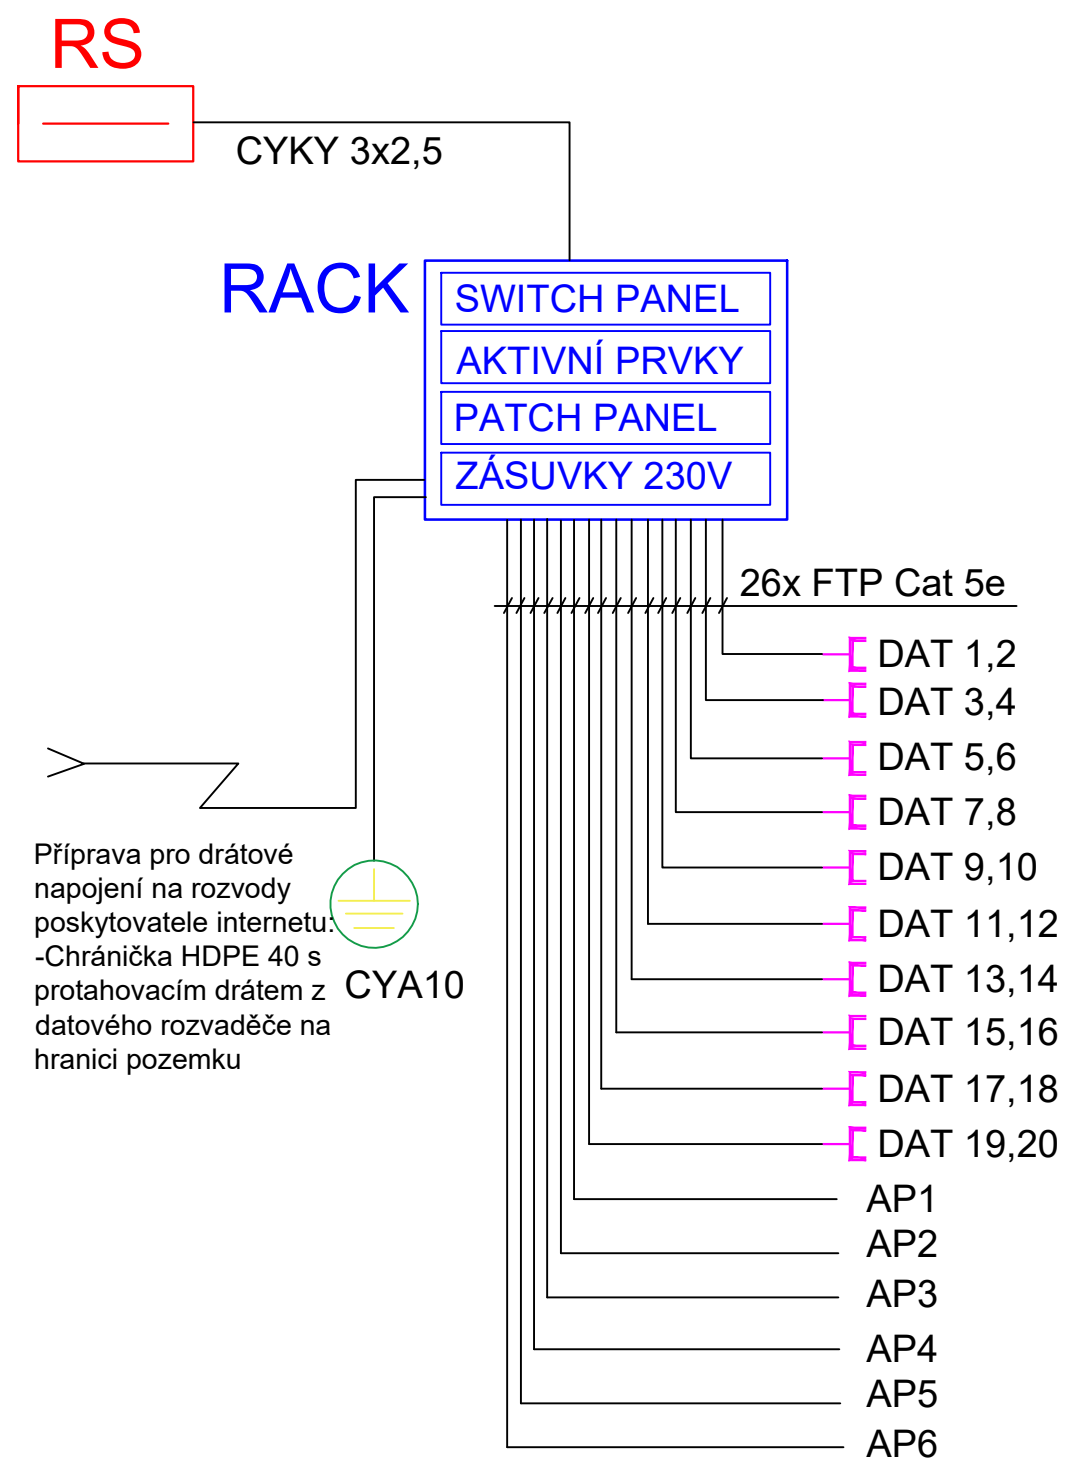 RS
CYKY 3x2,5
RACK
SWITCH PANEL
AKTIVNÍ PRVKY
PATCH PANEL
ZÁSUVKY 230V
26x FTP Cat 5e
DAT 1,2
DAT 3,4
DAT 5,6
DAT 7,8
DAT 9,10
DAT 11,12
DAT 13,14
DAT 15,16
DAT 17,18
DAT 19,20
AP1
AP2
AP3
AP4
AP5
AP6
Příprava pro drátové
napojení na rozvody
poskytovatele internetu:
-Chránička HDPE 40 s
protahovacím drátem z
datového rozvaděče na
hranici pozemku
CYA10